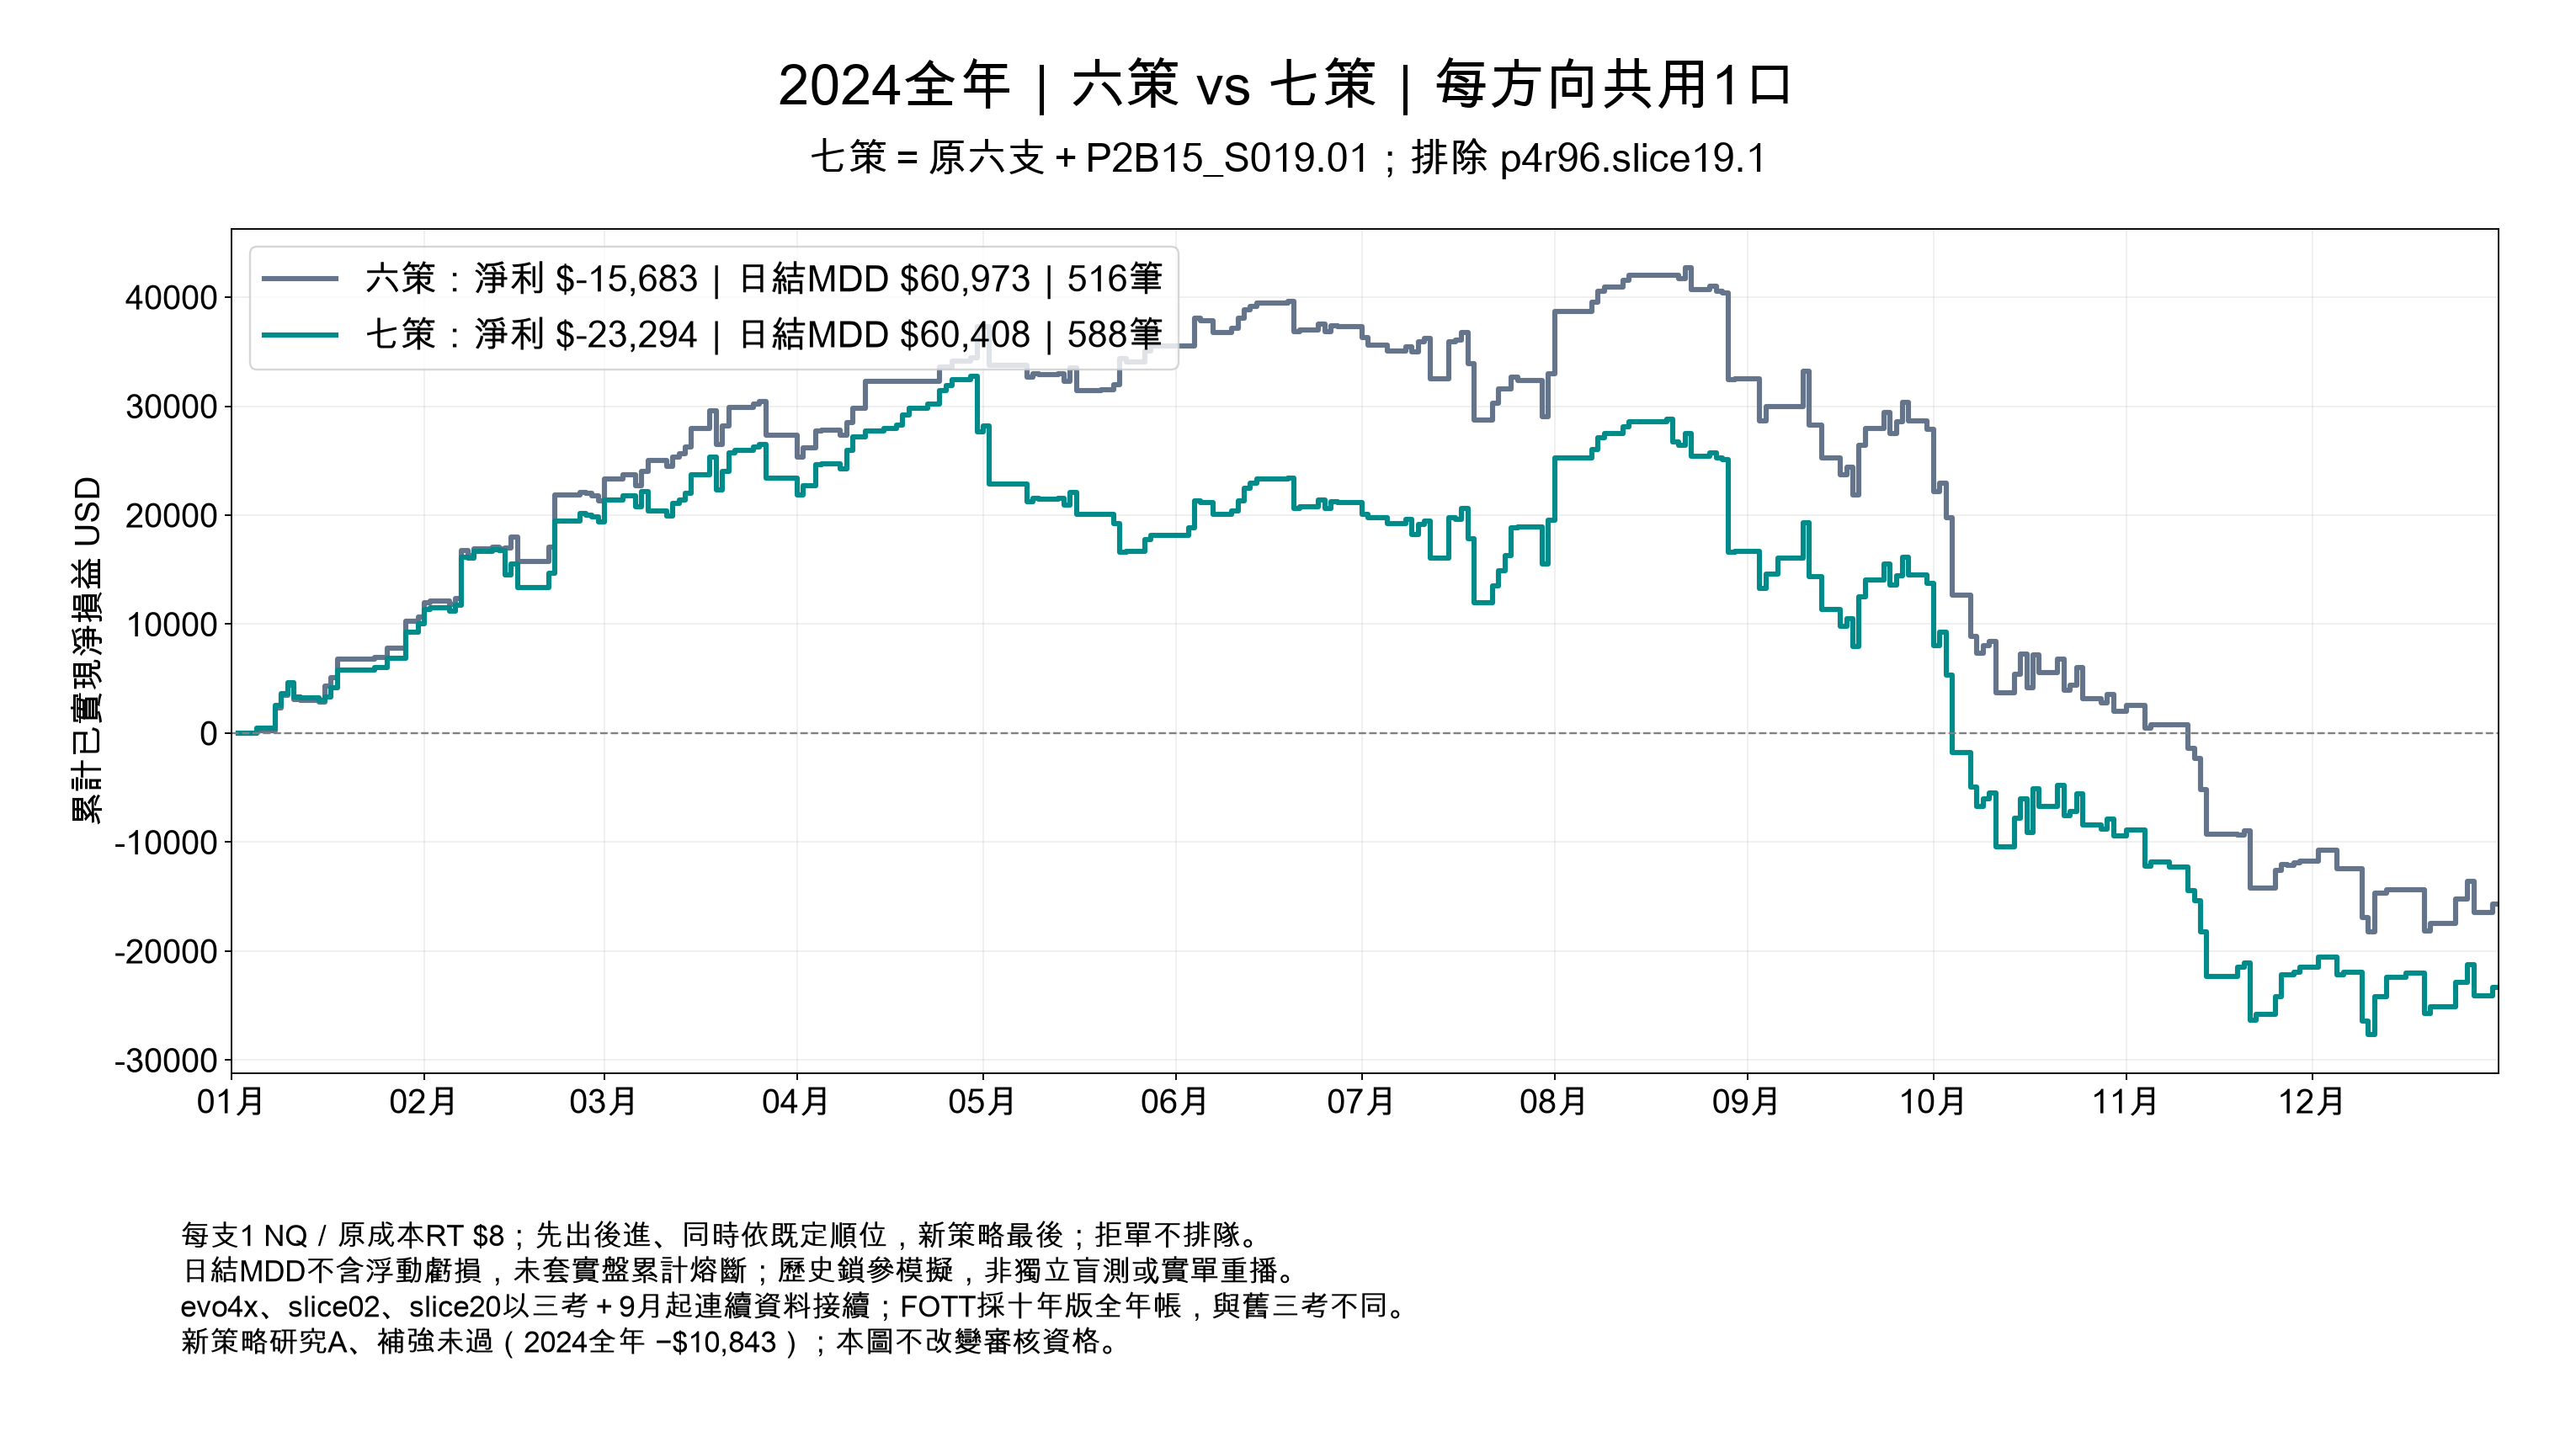 2024全年｜六策 vs 七策｜每方向共用1口
七策＝原六支＋P2B15_S019.01；排除 p4r96.slice19.1
六策：淨利 $-15,683｜日結MDD $60,973｜516筆
七策：淨利 $-23,294｜日結MDD $60,408｜588筆
累計已實現淨損益 USD
40000
30000
20000
10000
0
-10000
-20000
-30000
01月
02月
03月
04月
05月
06月
07月
08月
09月
10月
11月
12月
每支1 NQ / 原成本RT $8；先出後進、同時依既定順位，新策略最後；拒單不排隊。
日結MDD不含浮動虧損，未套實盤累計熔斷；歷史鎖參模擬，非獨立盲測或實單重播。
evo4x、slice02、slice20以三考＋9月起連續資料接續；FOTT採十年版全年帳，與舊三考不同。
新策略研究A、補強未過（2024全年 −$10,843）；本圖不改變審核資格。